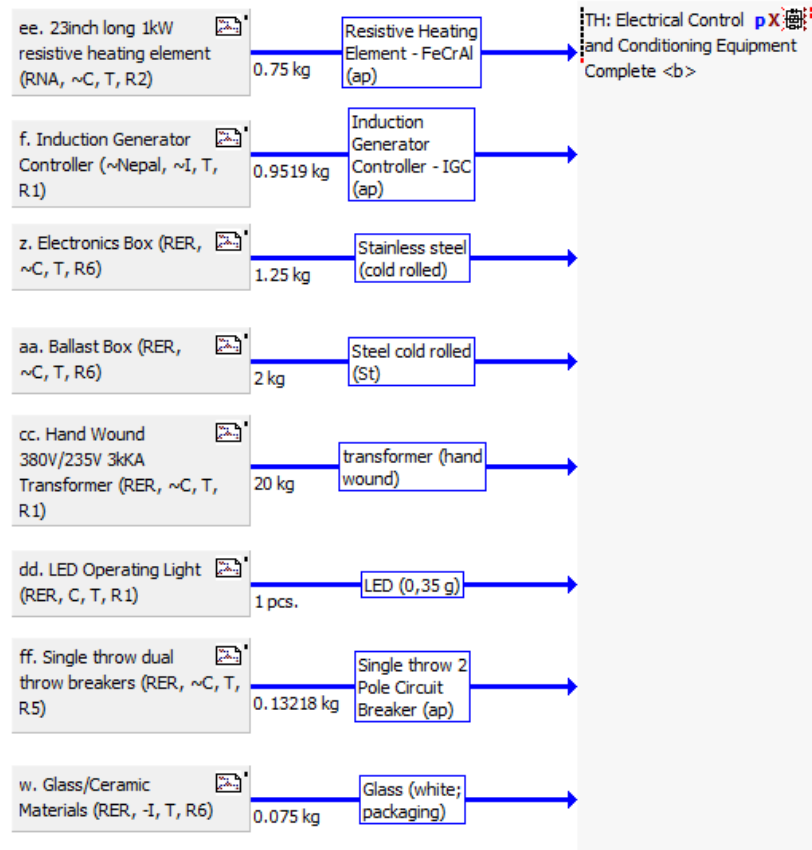 ee. 23inch long 1kW
resistive heating element
(RNA, ~C, T, R2)
0.75 kg
Resistive Heating
Element - FeCrAl
(ap)
TH: Electrical Control pX
and Conditioning Equipment
Complete <b>
f. Induction Generator
Controller (~Nepal, ~I, T,
R1)
0.9519 kg
Induction
Generator
Controller - IGC
(ap)
z. Electronics Box (RER,
~C, T, R6)
1.25 kg
Stainless steel
(cold rolled)
aa. Ballast Box (RER,
~C, T, R6)
2 kg
Steel cold rolled
(St)
cc. Hand Wound
380V/235V 3kKA
Transformer (RER, ~C, T,
R1)
20 kg
transformer (hand
wound)
dd. LED Operating Light
(RER, C, T, R1)
1 pcs.
LED (0,35 g)
ff. Single throw dual
throw breakers (RER, ~C, T,
R5)
0.13218 kg
Single throw 2
Pole Circuit
Breaker (ap)
w. Glass/Ceramic
Materials (RER, -I, T, R6)
0.075 kg
Glass (white;
packaging)